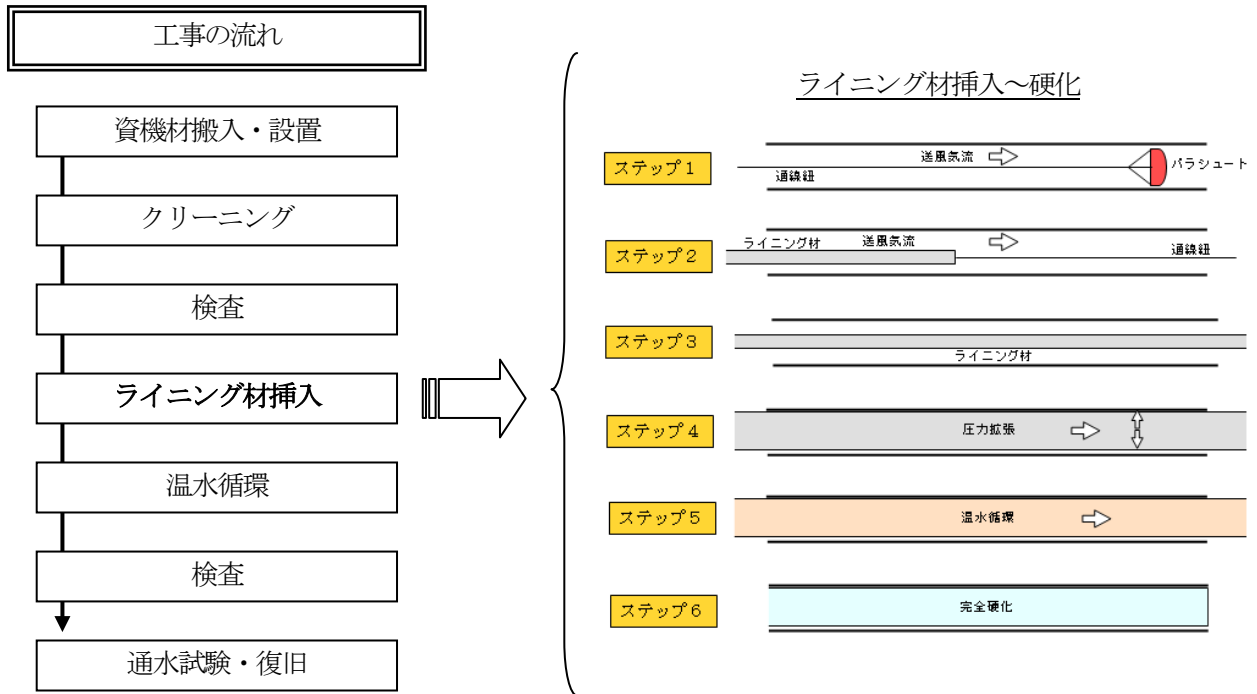 工事の流れ
資機材搬入・設置
クリーニング
検査
ライニング材挿入
温水循環
検査
通水試験・復旧
ライニング材挿入～硬化
ステップ1
送風気流
通線紐
パラシュート
ステップ2
ライニング材
送風気流
通線紐
ステップ3
ライニング材
ステップ4
圧力拡張
ステップ5
温水循環
ステップ6
完全硬化